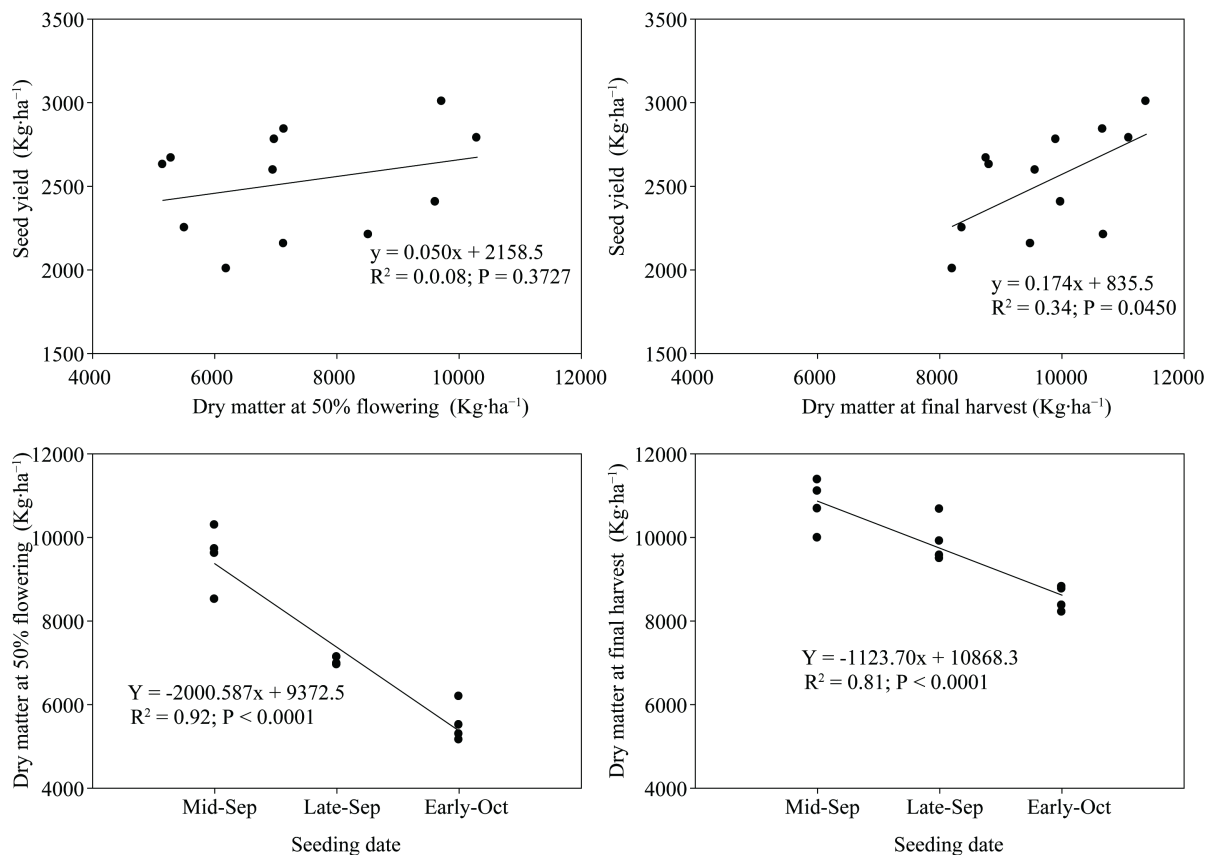 3500
3000
2500
2000
1500
Seed yield (Kg·ha⁻¹)
y = 0.050x + 2158.5
R² = 0.0.08; P = 0.3727
4000 6000 8000 10000 12000
Dry matter at 50% flowering (Kg·ha⁻¹)
3500
3000
2500
2000
1500
Seed yield (Kg·ha⁻¹)
y = 0.174x + 835.5
R² = 0.34; P = 0.0450
4000 6000 8000 10000 12000
Dry matter at final harvest (Kg·ha⁻¹)
12000
10000
8000
6000
4000
Dry matter at 50% flowering (Kg·ha⁻¹)
Y = -2000.587x + 9372.5
R² = 0.92; P < 0.0001
Mid-Sep Late-Sep Early-Oct
Seeding date
12000
10000
8000
6000
4000
Dry matter at final harvest (Kg·ha⁻¹)
Y = -1123.70x + 10868.3
R² = 0.81; P < 0.0001
Mid-Sep Late-Sep Early-Oct
Seeding date